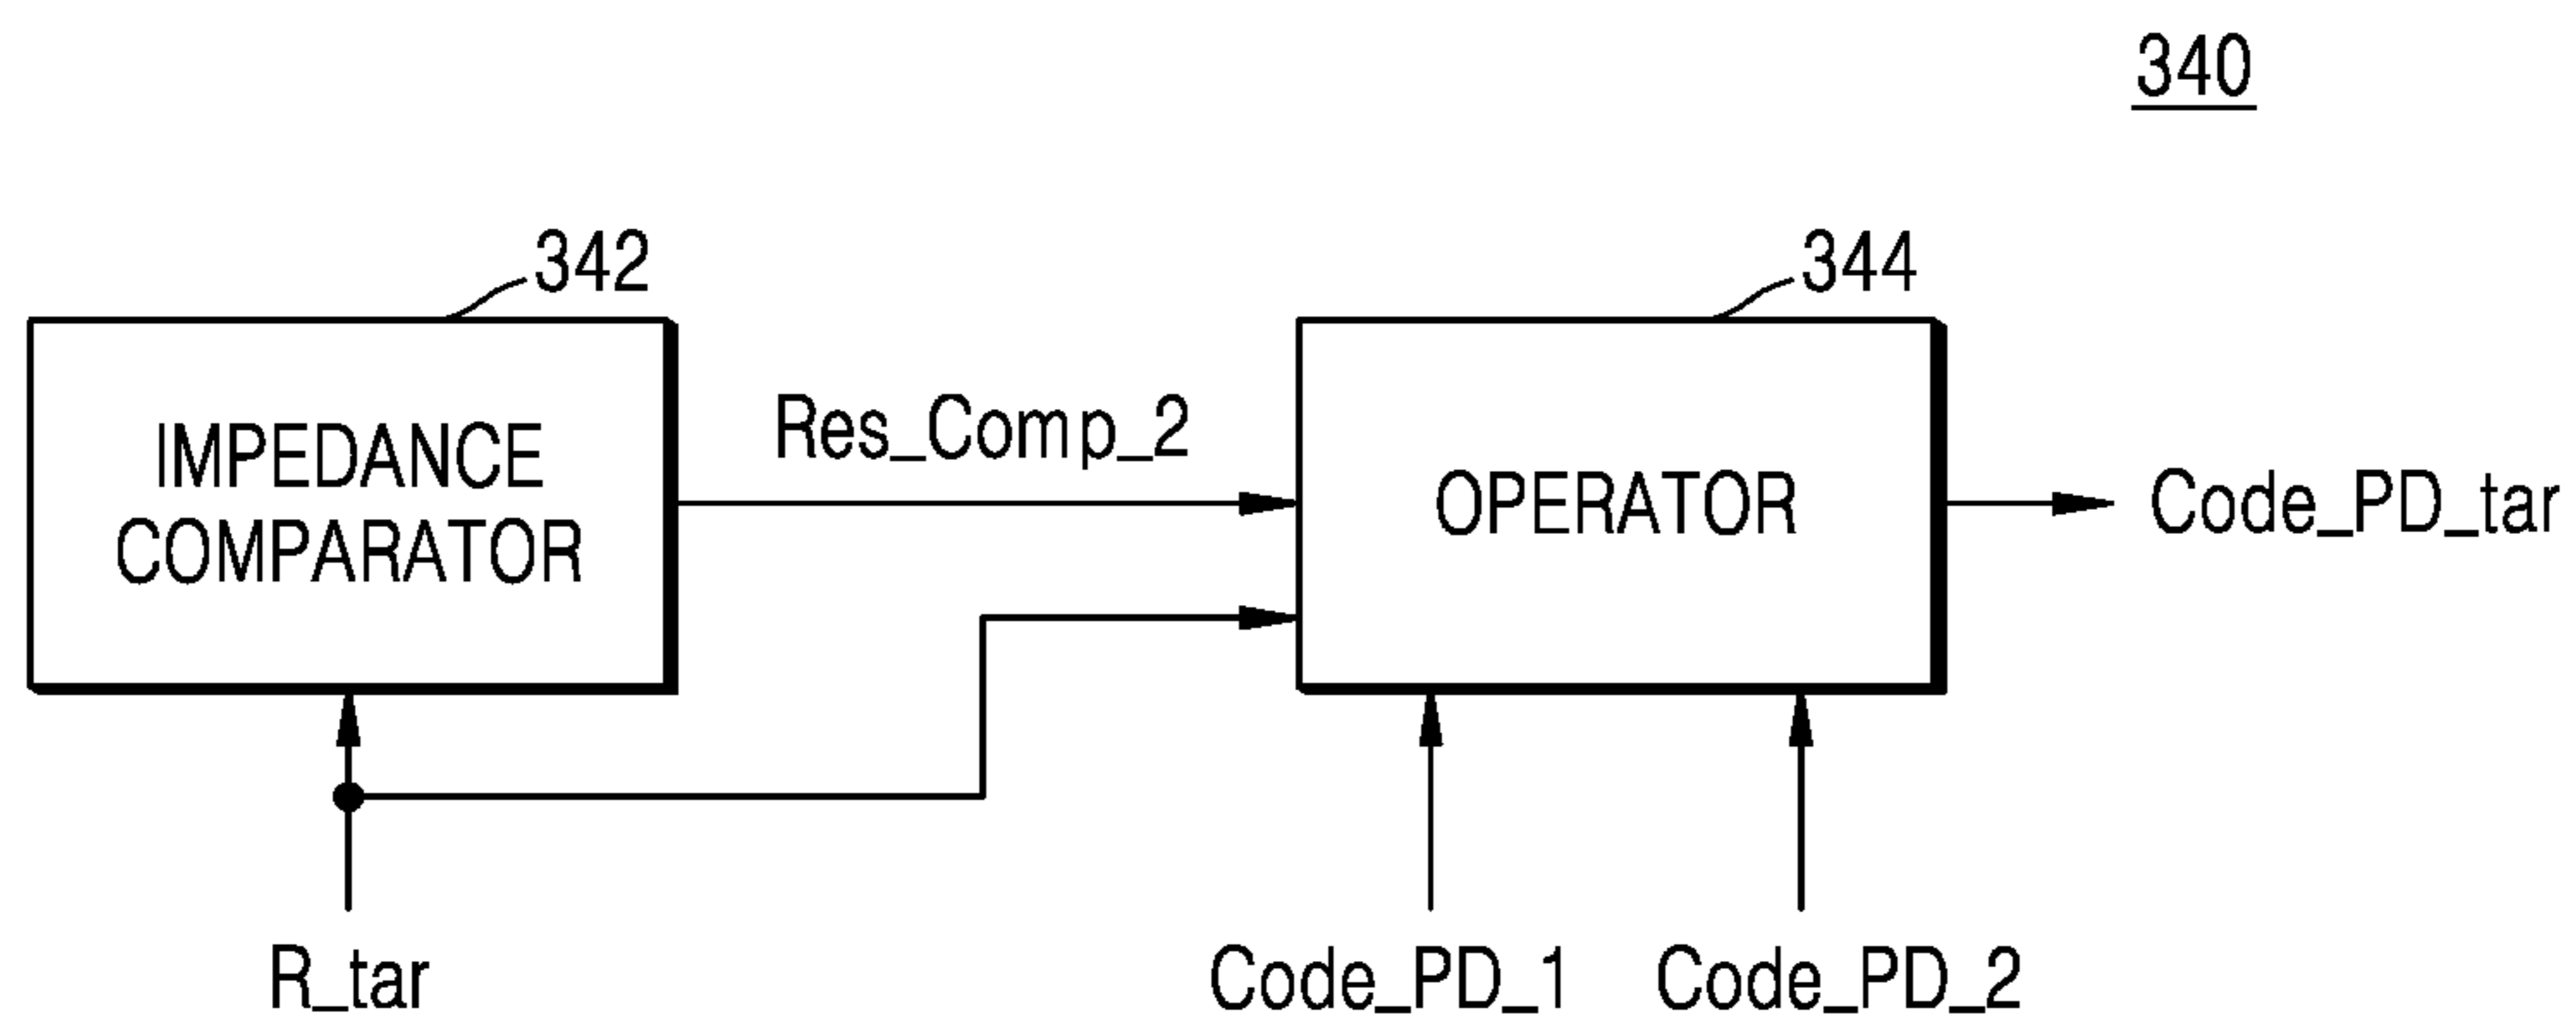 340
342
344
IMPEDANCE
COMPARATOR
Res_Comp_2
OPERATOR
Code_PD_tar
R_tar
Code_PD_1
Code_PD_2